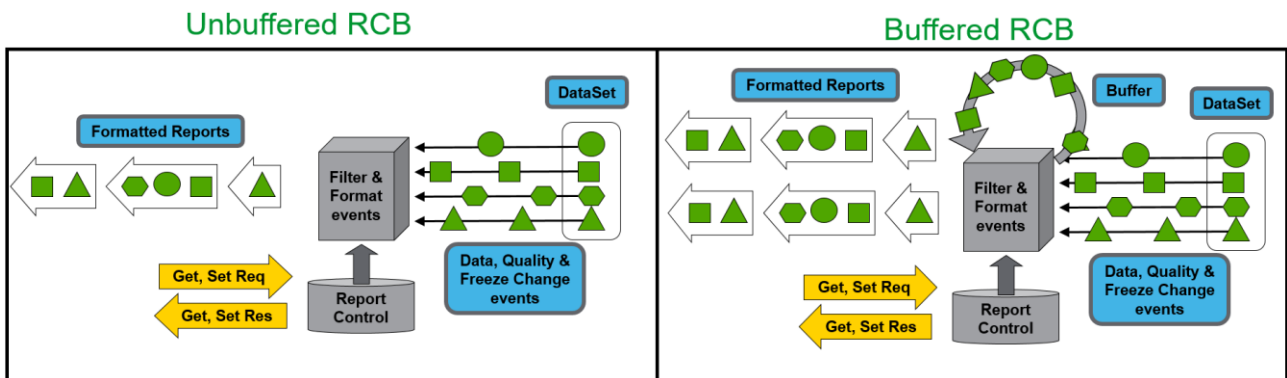 Unbuffered RCB
DataSet
Formatted Reports
Filter &
Format
events
Data, Quality &
Freeze Change
events
Get, Set Req
Get, Set Res
Report
Control
Buffered RCB
Formatted Reports
Buffer
DataSet
Filter &
Format
events
Data, Quality &
Freeze Change
events
Get, Set Req
Get, Set Res
Report
Control